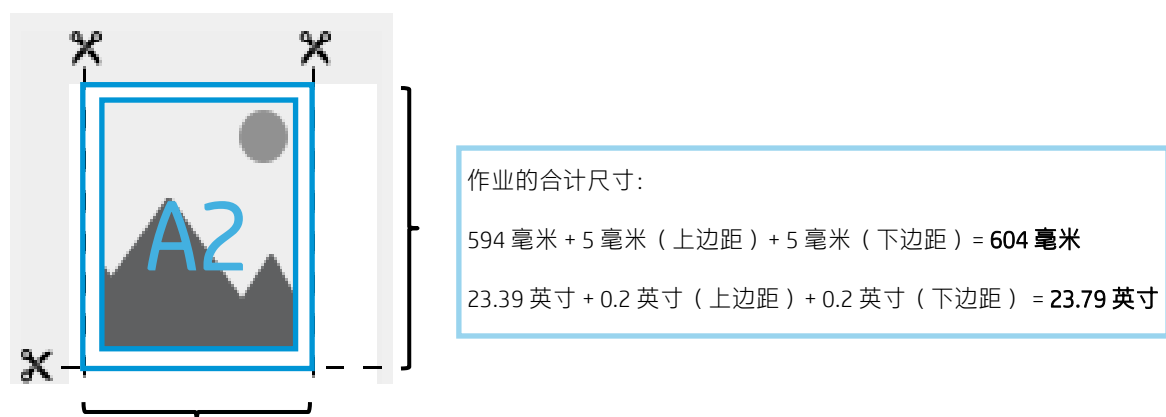 A2
作业的合计尺寸：
594 毫米 + 5 毫米（上边距）+ 5 毫米（下边距）= 604 毫米
23.39 英寸 + 0.2 英寸（上边距）+ 0.2 英寸（下边距） = 23.79 英寸